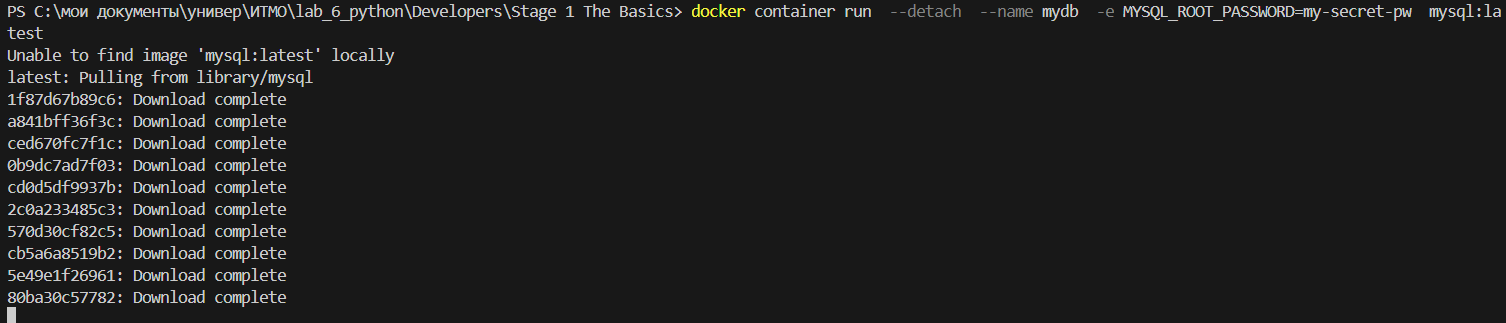 PS C:\мои документы\универ\ИТМО\lab_6_python\Developers\Stage 1 The Basics> docker container run  --detach  --name mydb  -e MYSQL_ROOT_PASSWORD=my-secret-pw  mysql:la
test
Unable to find image 'mysql:latest' locally
latest: Pulling from library/mysql
1f87d67b89c6: Download complete
a841bff36f3c: Download complete
ced670fc7f1c: Download complete
0b9dc7ad7f03: Download complete
cd0d5df9937b: Download complete
2c0a233485c3: Download complete
570d30cf82c5: Download complete
cb5a6a8519b2: Download complete
5e49e1f26961: Download complete
80ba30c57782: Download complete